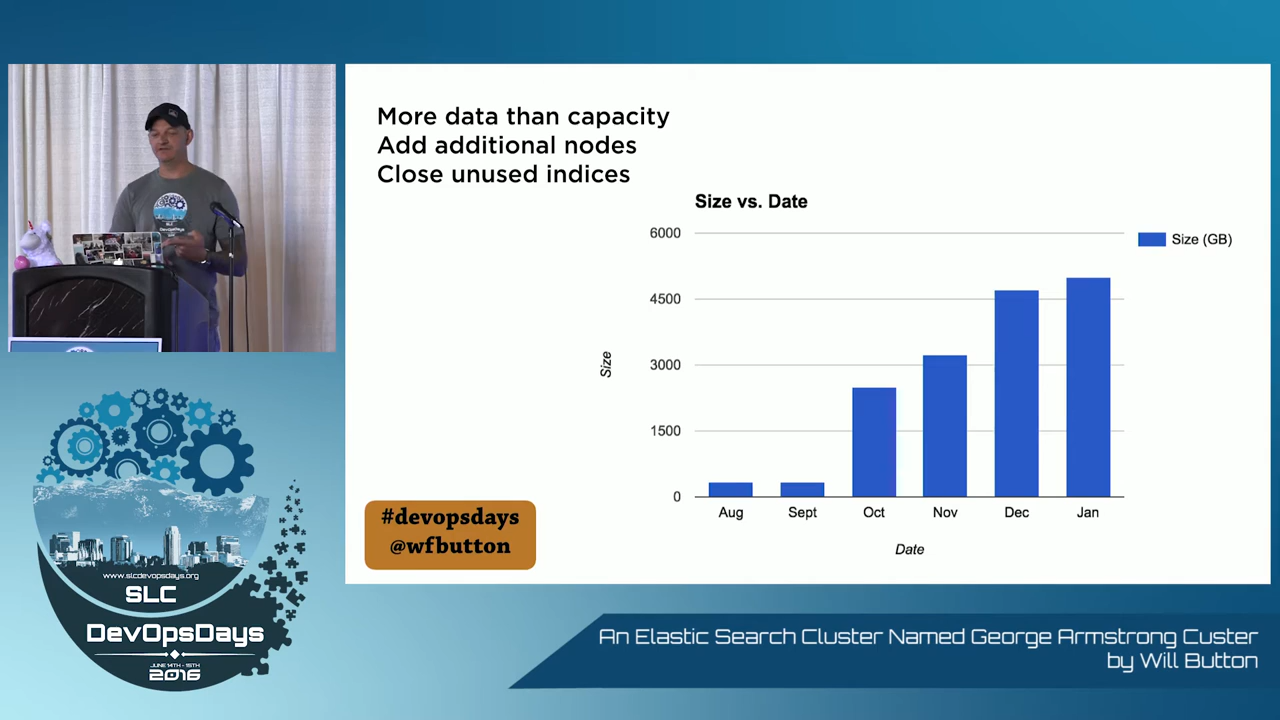 More data than capacity
Add additional nodes
Close unused indices
Size vs. Date
6000
4500
3000
1500
0
Size
Size (GB)
Aug Sept Oct Nov Dec Jan
Date
#devopsdays
@wfbutton
SLC
DevOpsDays
www.slcdevopsdays.org
SLC
DevOpsDays
JUNE 14TH - 15TH
2016
An Elastic Search Cluster Named George Armstrong Custer
by Will Button